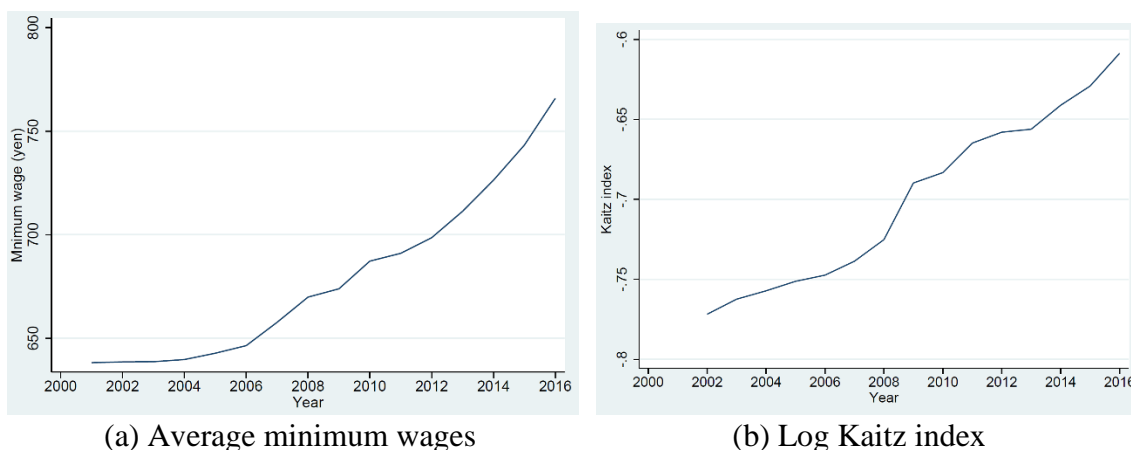 800
750
700
650
Mnimum wage (yen)
2000 2002 2004 2006 2008 2010 2012 2014 2016
Year
(a) Average minimum wages
-.6
-.65
-.7
-.75
-.8
Kaitz index
2000 2002 2004 2006 2008 2010 2012 2014 2016
Year
(b) Log Kaitz index